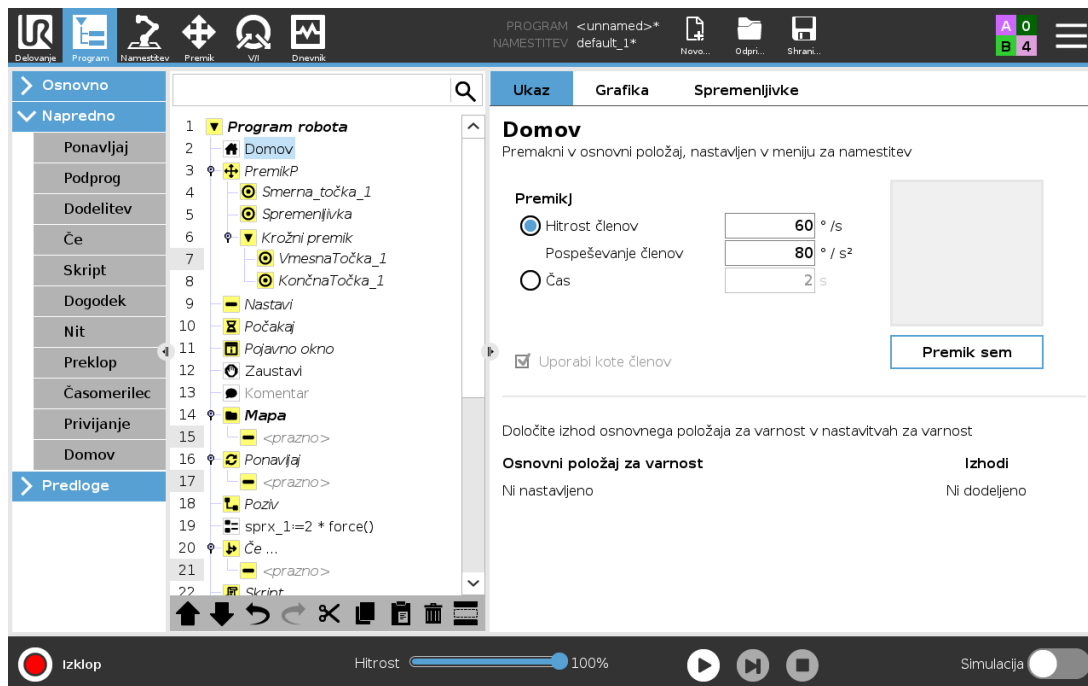 UR
PROGRAM <unnamed>*
NAMESTITEV default_1*
Delovanje Program Namestitev Premik V/I Dnevnik
Novo... Odpri... Shrani...
A 0
B 4
Osnovno
Napredno
Ponavljaj
Podprog
Dodelitev
Če
Skript
Dogodek
Nit
Preklop
Časomerilec
Privijanje
Domov
Predloge
1 Program robota
2 Domov
3 PremikP
4 Smerna_točka_1
5 Spremenljivka
6 Krožni premik
7 VmesnaTočka_1
8 KončnaTočka_1
9 Nastavi
10 Počakaj
11 Pojavno okno
12 Zaustavi
13 Komentar
14 Mapa
15 <prazno>
16 Ponavljaj
17 <prazno>
18 Poziv
19 sprx_1:=2 * force()
20 Če ...
21 <prazno>
22 Skript
Ukaz Grafika Spremenljivke
Domov
Premakni v osnovni položaj, nastavljen v meniju za namestitev
PremikJ
Hitrost členov 60 ° /s
Pospeševanje členov 80 ° / s²
Čas 2 s
Premik sem
Uporabi kote členov
Določite izhod osnovnega položaja za varnost v nastavitvah za varnost
Osnovni položaj za varnost Izhodi
Ni nastavljeno Ni dodeljeno
Izklop
Hitrost 100%
Simulacija